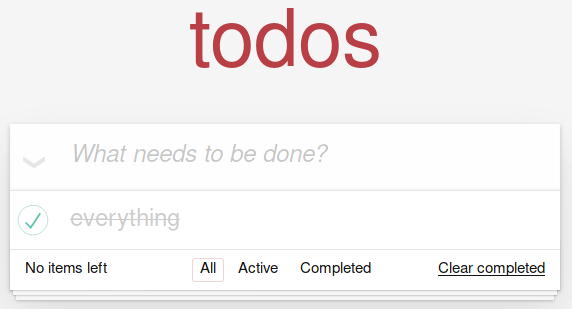 todos
What needs to be done?
everything
No items left All Active Completed Clear completed